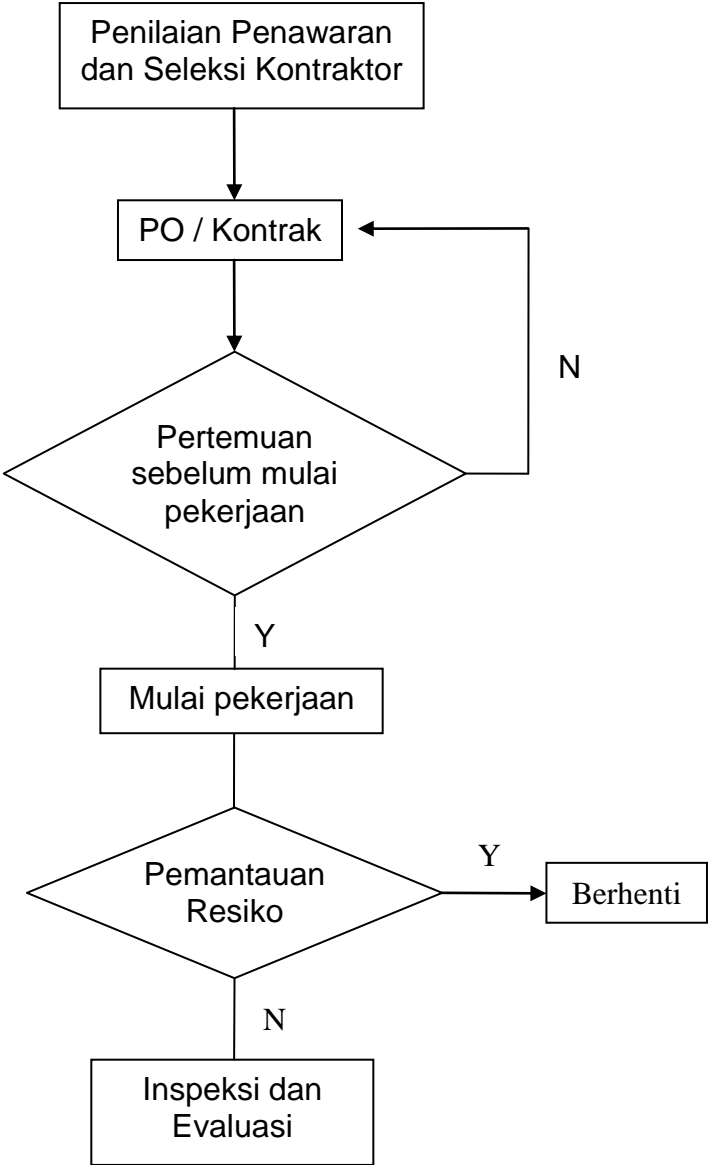 Penilaian Penawaran
dan Seleksi Kontraktor
PO / Kontrak
N
Pertemuan
sebelum mulai
pekerjaan
Y
Mulai pekerjaan
Pemantauan
Resiko
Y
Berhenti
N
Inspeksi dan
Evaluasi